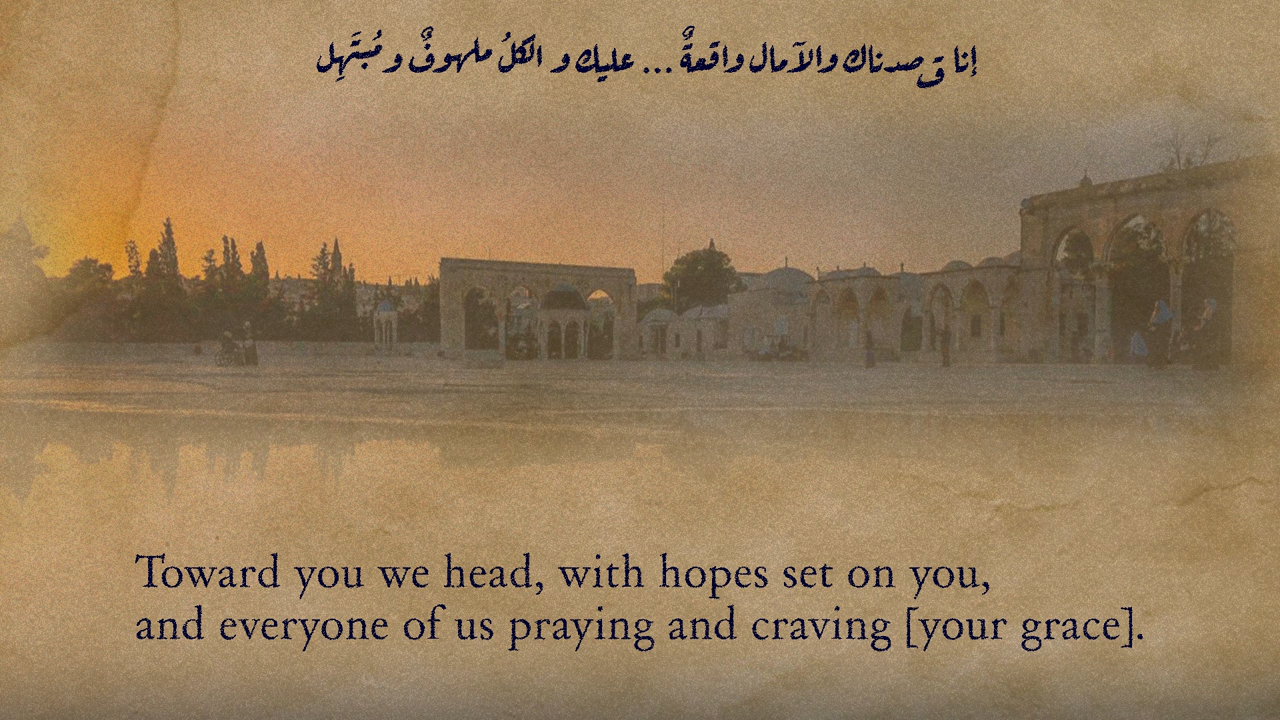 إنا ق صدناك والآمال واقعةٌ ... عليك و الكلُ ملهوفٌ و مُبتَهِل
Toward you we head, with hopes set on you,
and everyone of us praying and craving [your grace].